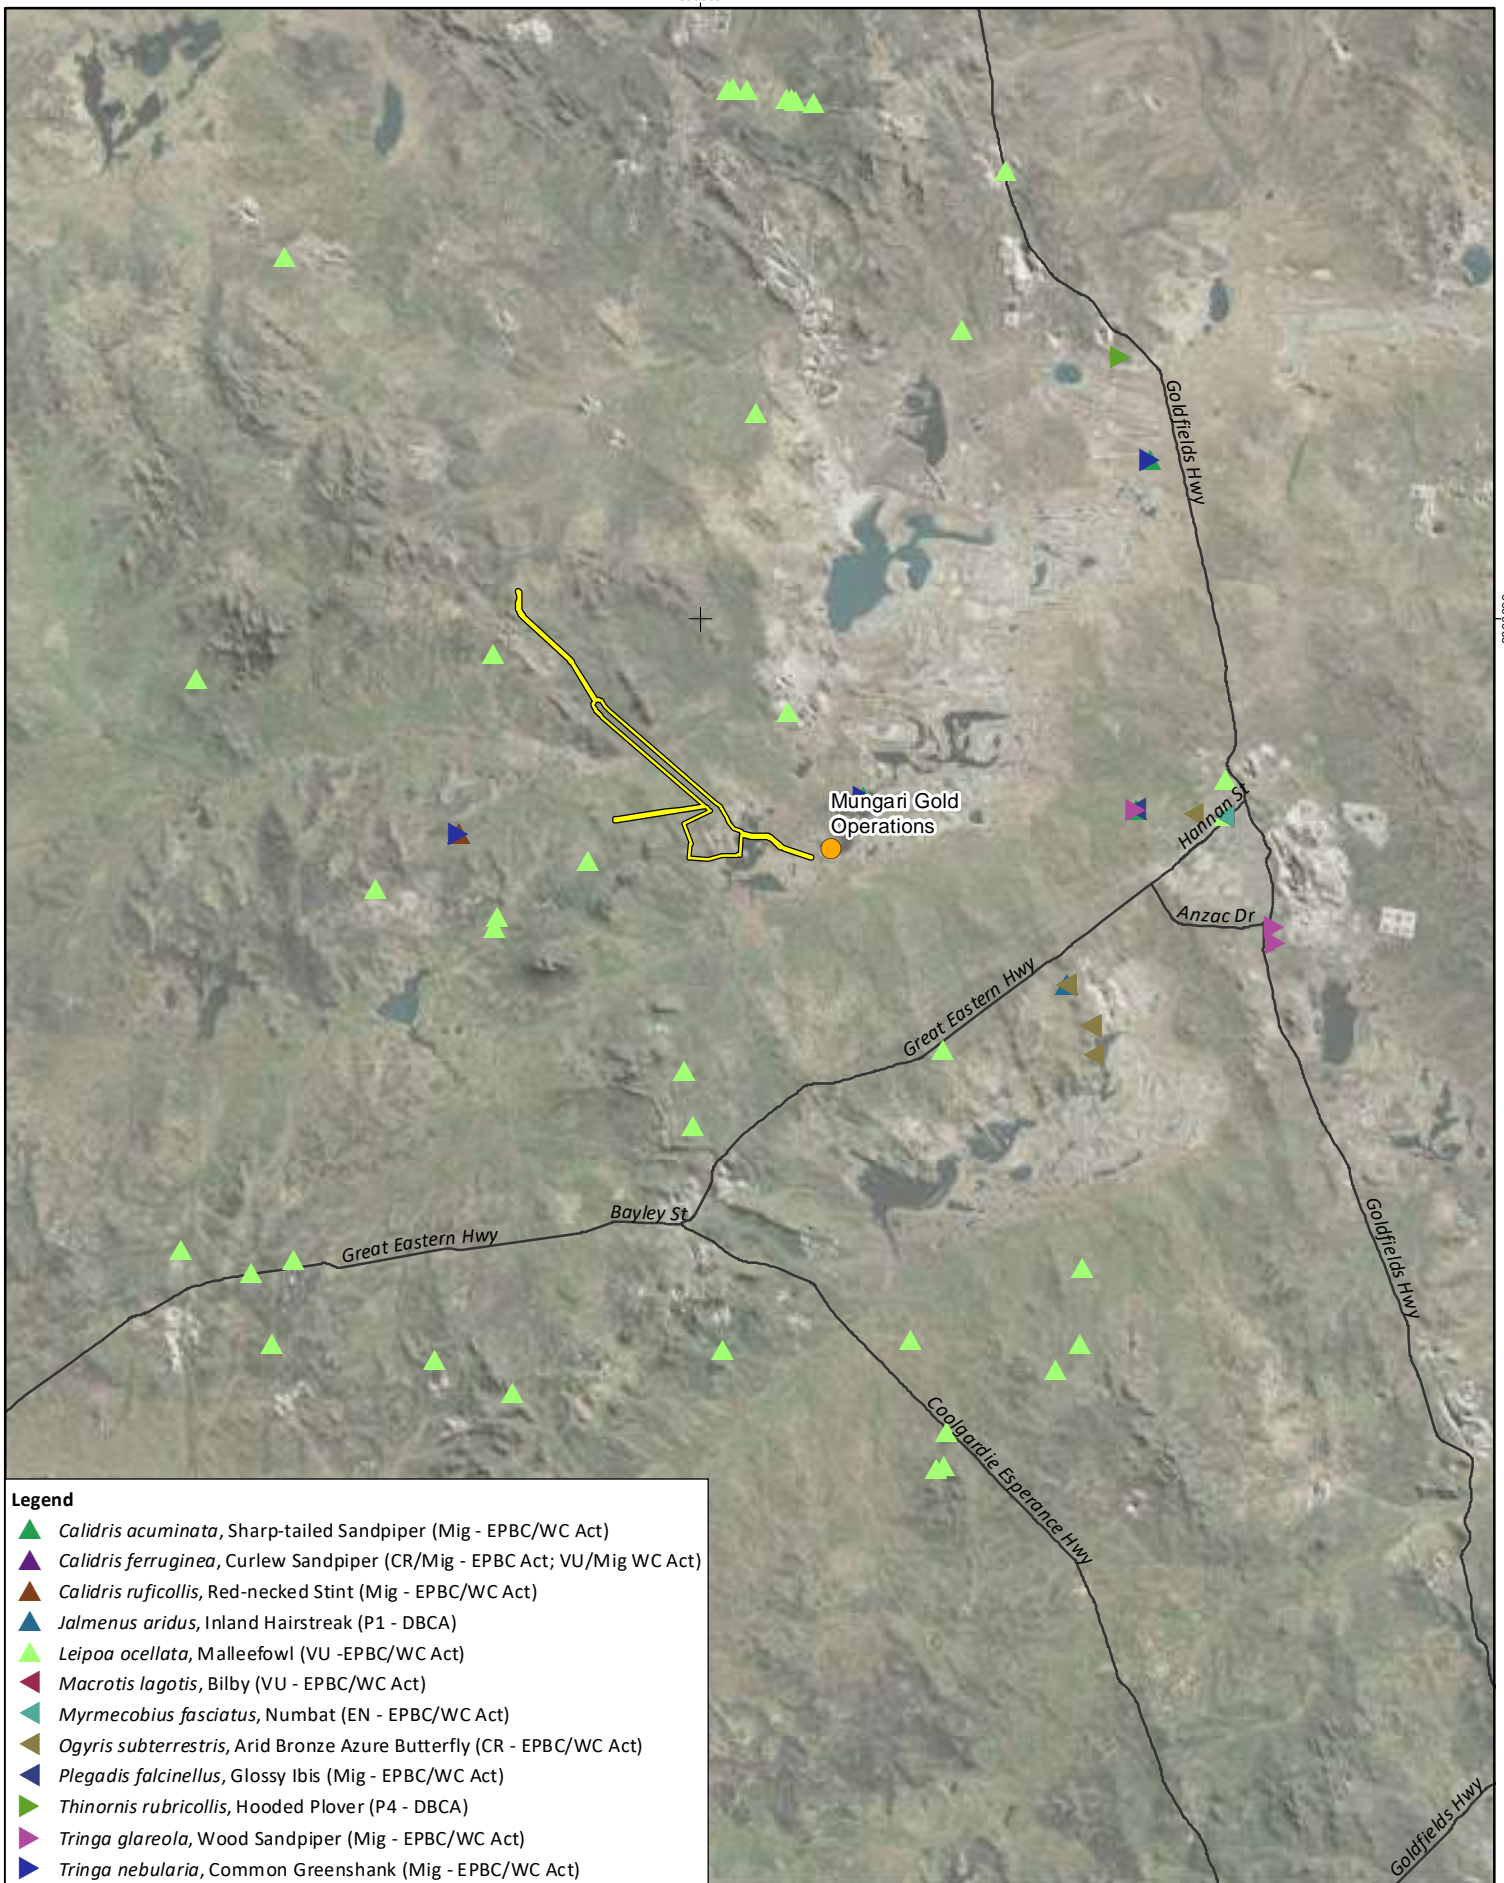 Goldfields Hwy
Mungari Gold
Operations
Hannan St
Anzac Dr
Great Eastern Hwy
Bayley St
Great Eastern Hwy
Goldfields Hwy
Coolgardie Esperance Hwy
Goldfields Hwy
Legend
Calidris acuminata, Sharp-tailed Sandpiper (Mig - EPBC/WC Act)
Calidris ferruginea, Curlew Sandpiper (CR/Mig - EPBC Act; VU/Mig WC Act)
Calidris ruficollis, Red-necked Stint (Mig - EPBC/WC Act)
Jalmenus aridus, Inland Hairstreak (P1 - DBCA)
Leipoa ocellata, Malleefowl (VU -EPBC/WC Act)
Macrotis lagotis, Bilby (VU - EPBC/WC Act)
Myrmecobius fasciatus, Numbat (EN - EPBC/WC Act)
Ogyris subterrestris, Arid Bronze Azure Butterfly (CR - EPBC/WC Act)
Plegadis falcinellus, Glossy Ibis (Mig - EPBC/WC Act)
Thinornis rubricollis, Hooded Plover (P4 - DBCA)
Tringa glareola, Wood Sandpiper (Mig - EPBC/WC Act)
Tringa nebularia, Common Greenshank (Mig - EPBC/WC Act)